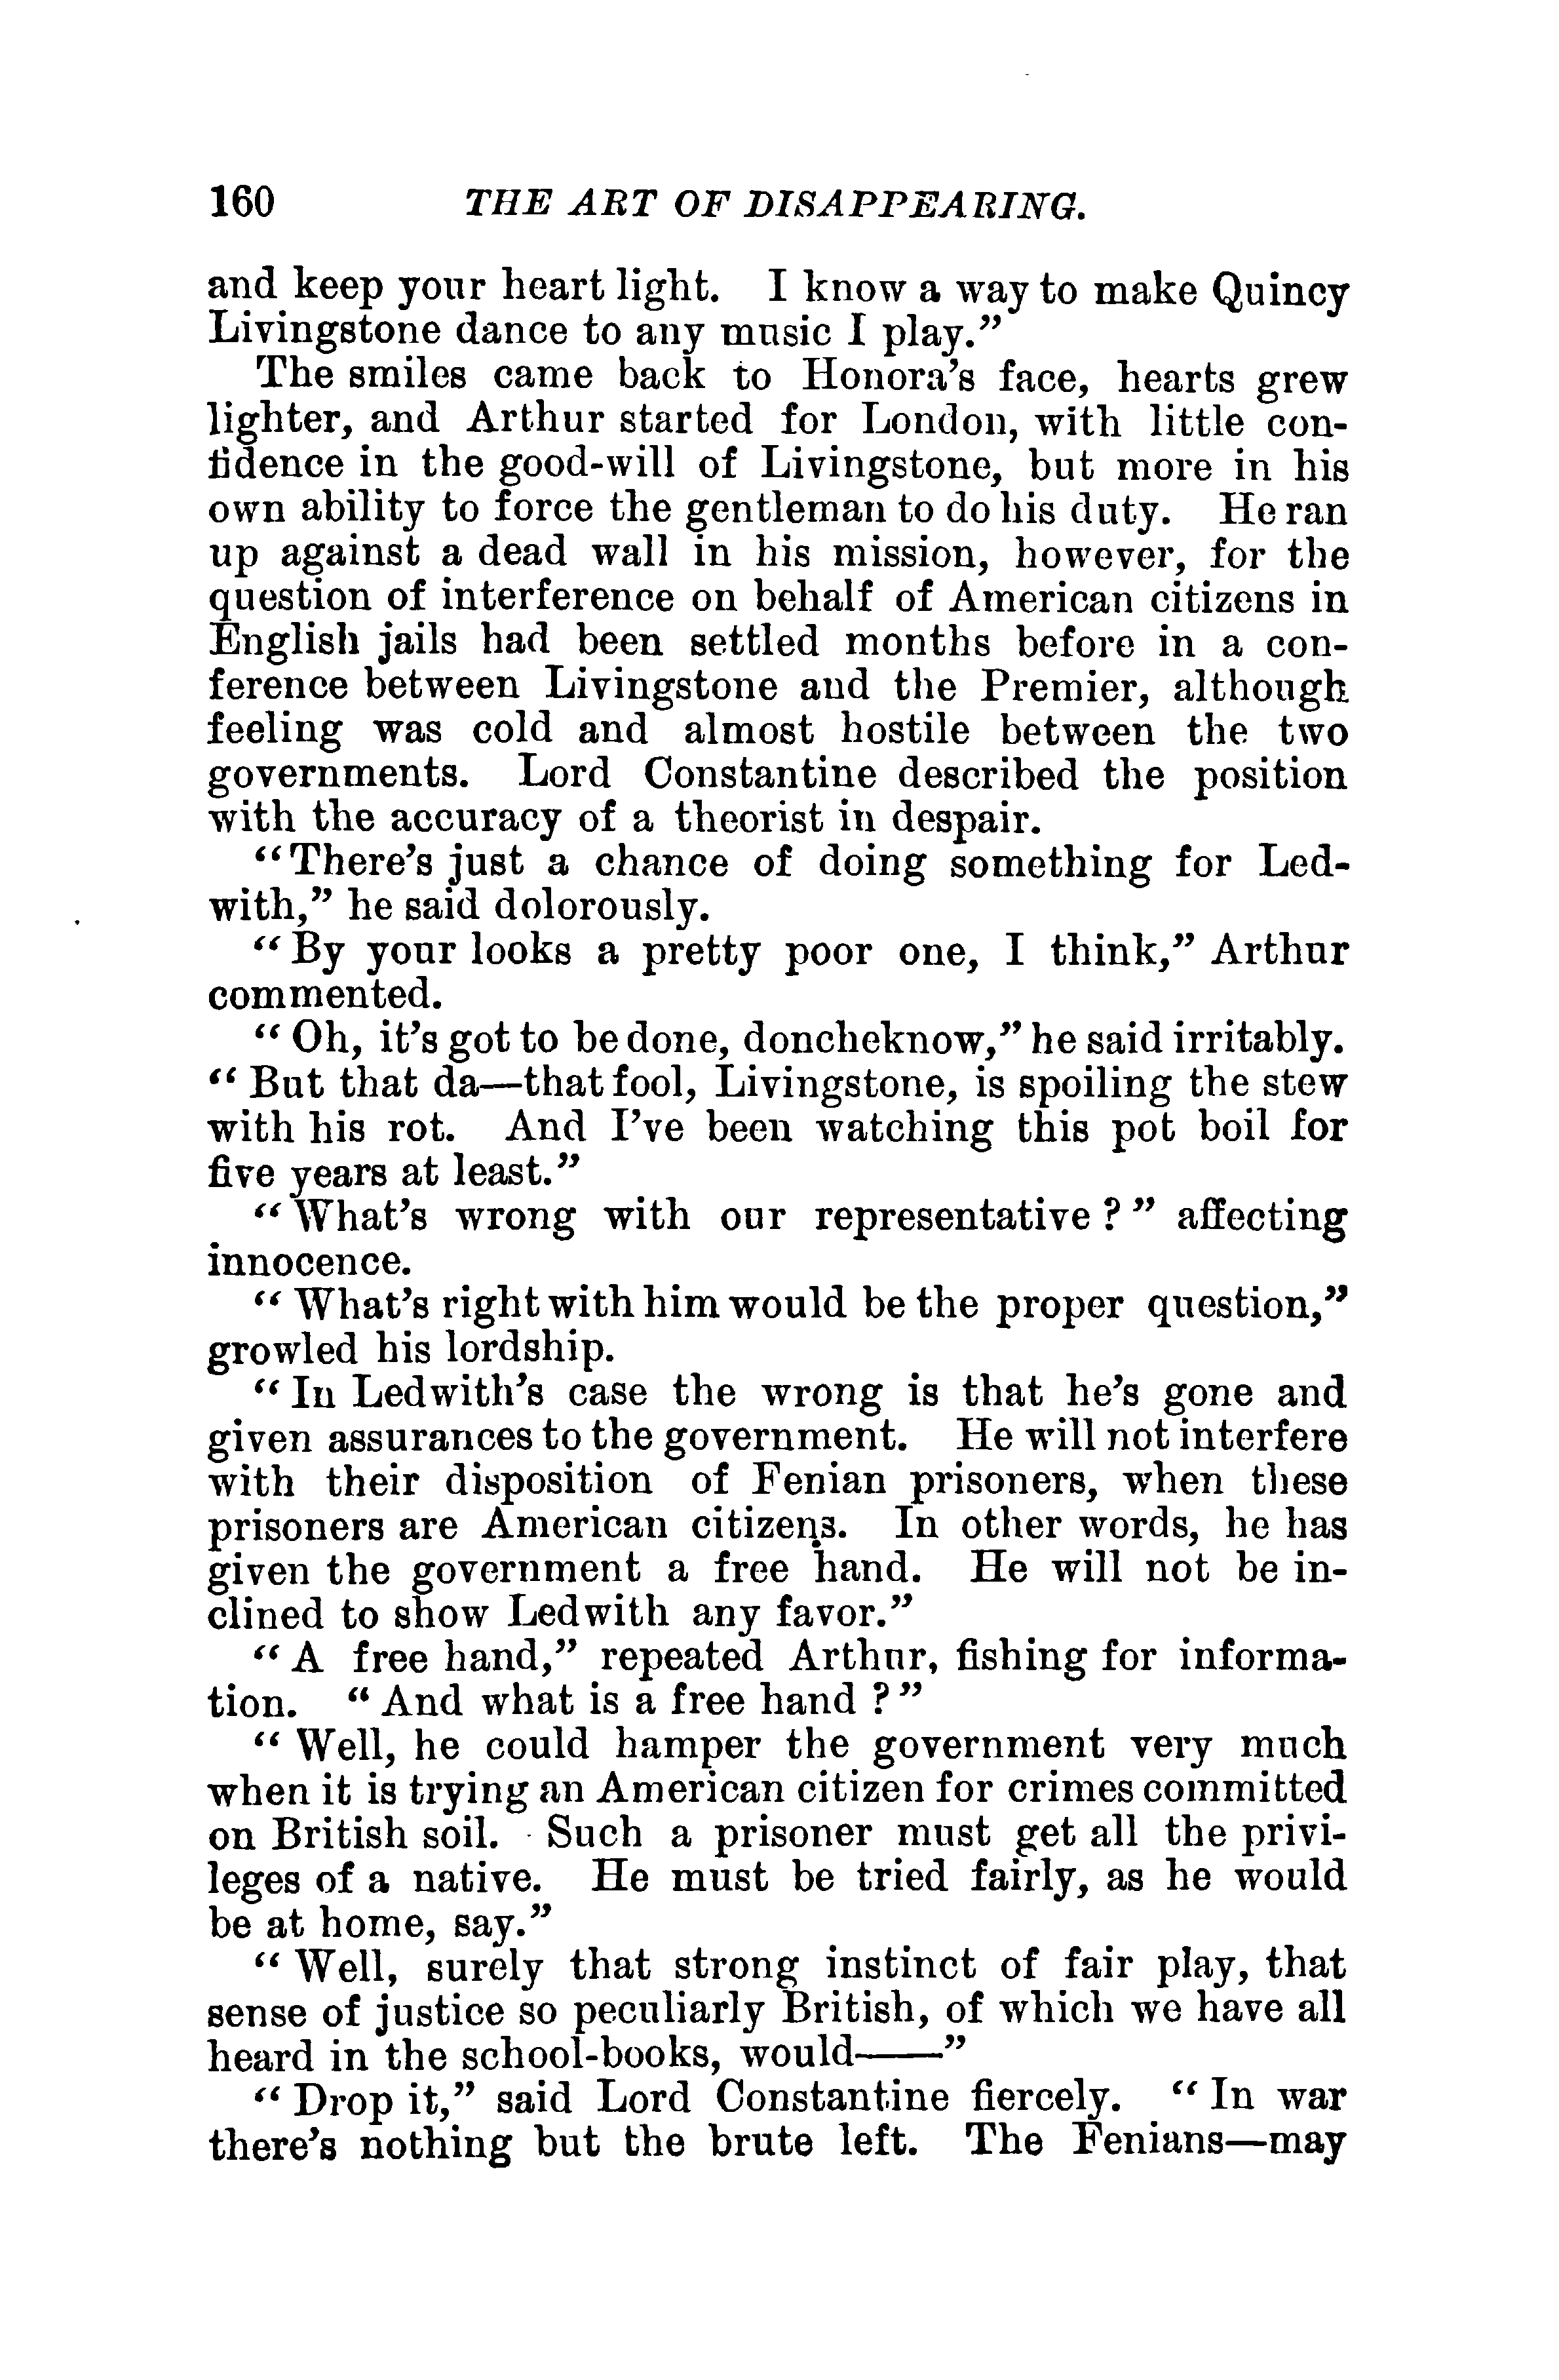 160 THE ART OF DISAPPEARING.
and keep your heart light. I know a way to make Quincy
Livingstone dance to any music I play.”
The smiles came back to Honora’s face, hearts grew
lighter, and Arthur started for London, with little con-
fidence in the good-will of Livingstone, but more in his
own ability to force the gentleman to do his duty. He ran
up against a dead wall in his mission, however, for the
question of interference on behalf of American citizens in
English jails had been settled months before in a con-
ference between Livingstone and the Premier, although
feeling was cold and almost hostile between the two
governments. Lord Constantine described the position
with the accuracy of a theorist in despair.
“There’s just a chance of doing something for Led-
with,” he said dolorously.
“By your looks a pretty poor one, I think,” Arthur
commented.
“Oh, it’s got to be done, doncheknow,” he said irritably.
“But that da—that fool, Livingstone, is spoiling the stew
with his rot. And I’ve been watching this pot boil for
five years at least.”
“What’s wrong with our representative?” affecting
innocence.
“What’s right with him would be the proper question,”
growled his lordship.
“In Ledwith’s case the wrong is that he’s gone and
given assurances to the government. He will not interfere
with their disposition of Fenian prisoners, when these
prisoners are American citizens. In other words, he has
given the government a free hand. He will not be in-
clined to show Ledwith any favor.”
“A free hand,” repeated Arthur, fishing for informa-
tion. “And what is a free hand?”
“Well, he could hamper the government very much
when it is trying an American citizen for crimes committed
on British soil. Such a prisoner must get all the privi-
leges of a native. He must be tried fairly, as he would
be at home, say.”
“Well, surely that strong instinct of fair play, that
sense of justice so peculiarly British, of which we have all
heard in the school-books, would——”
“Drop it,” said Lord Constantine fiercely. “In war
there’s nothing but the brute left. The Fenians—may